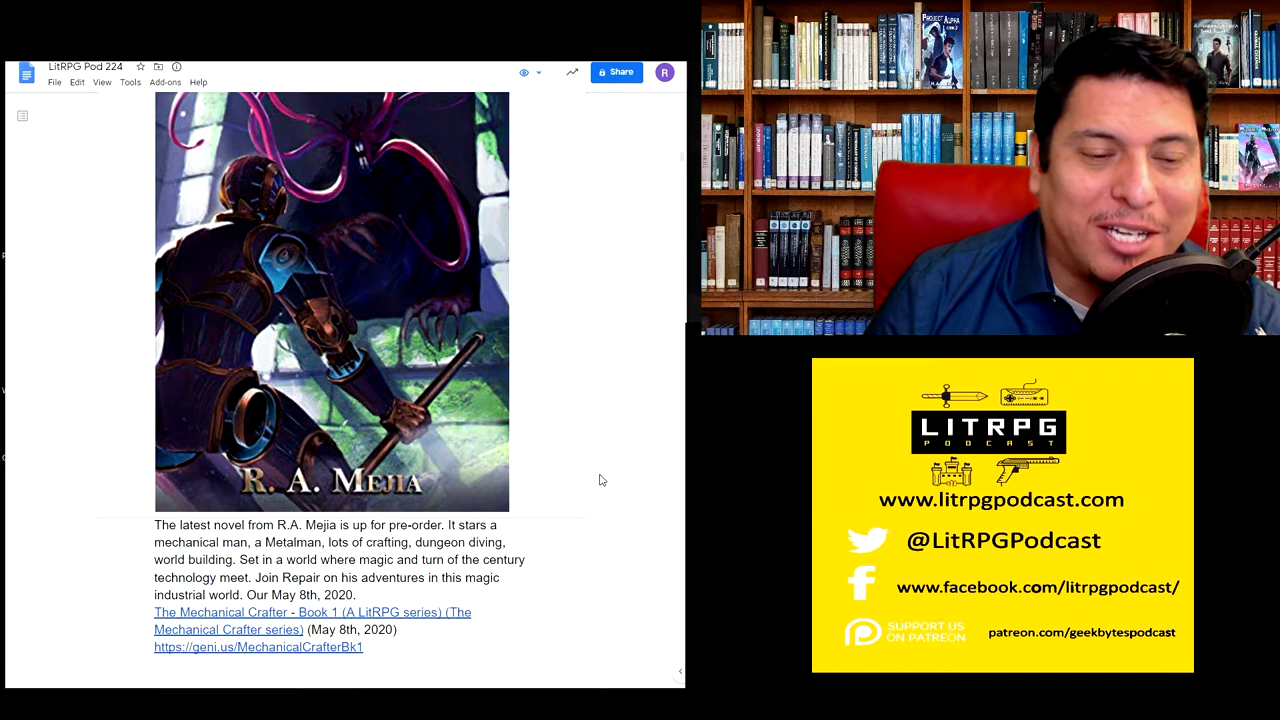 LitRPG Pod 224
File Edit View Tools Add-ons Help
Share
R
R. A. MEJIA
The latest novel from R.A. Mejia is up for pre-order. It stars a
mechanical man, a Metalman, lots of crafting, dungeon diving,
world building. Set in a world where magic and turn of the century
technology meet. Join Repair on his adventures in this magic
industrial world. Our May 8th, 2020.
The Mechanical Crafter - Book 1 (A LitRPG series) (The
Mechanical Crafter series) (May 8th, 2020)
https://geni.us/MechanicalCrafterBk1
PROJECT ALPHA
LITRPG
PODCAST
www.litrpgpodcast.com
@LitRPGPodcast
www.facebook.com/litrpgpodcast/
SUPPORT US
ON PATREON
patreon.com/geekbytespodcast